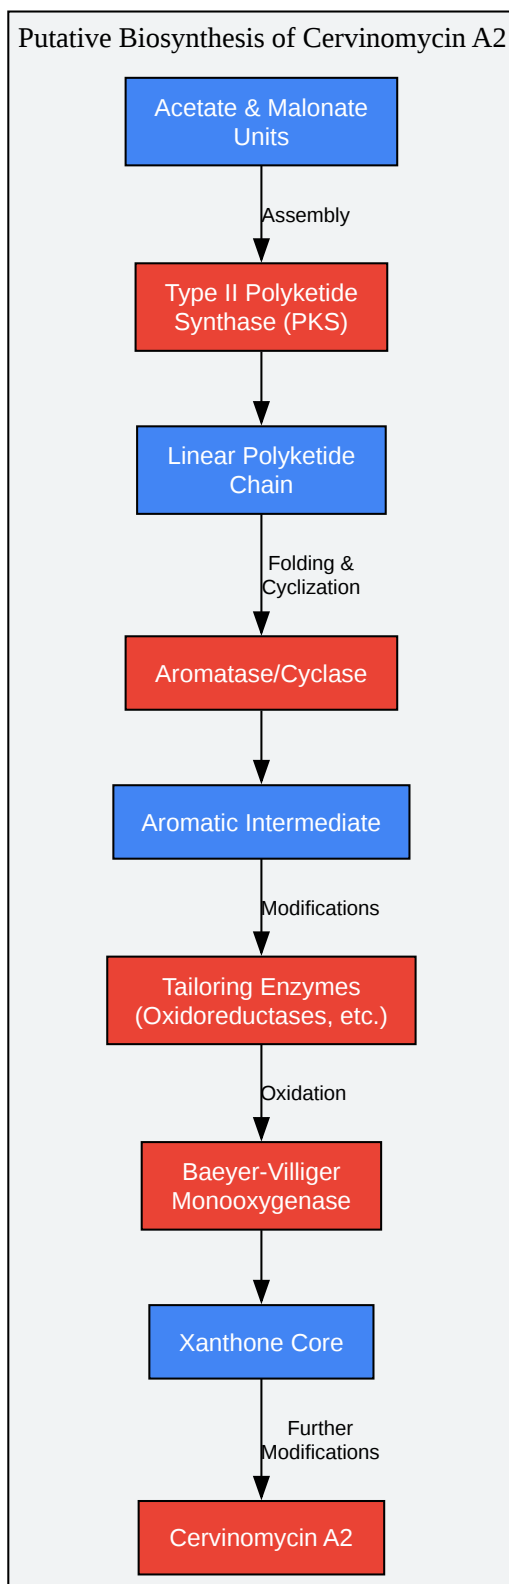 Putative Biosynthesis of Cervinomycin A2
Acetate & Malonate
Units
Assembly
Type II Polyketide
Synthase (PKS)
Linear Polyketide
Chain
Folding &
Cyclization
Aromatase/Cyclase
Aromatic Intermediate
Modifications
Tailoring Enzymes
(Oxidoreductases, etc.)
Oxidation
Baeyer-Villiger
Monooxygenase
Xanthone Core
Further
Modifications
Cervinomycin A2